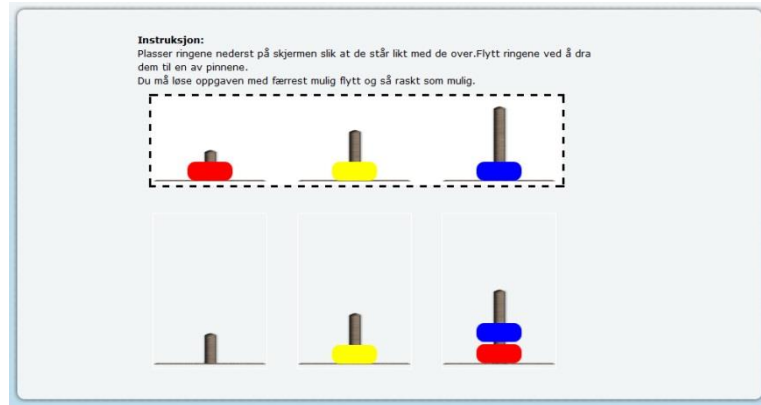 Instruksjon:
Plasser ringene nederst på skjermen slik at de står likt med de over.Flytt ringene ved å dra
dem til en av pinnene.
Du må løse oppgaven med færrest mulig flytt og så raskt som mulig.